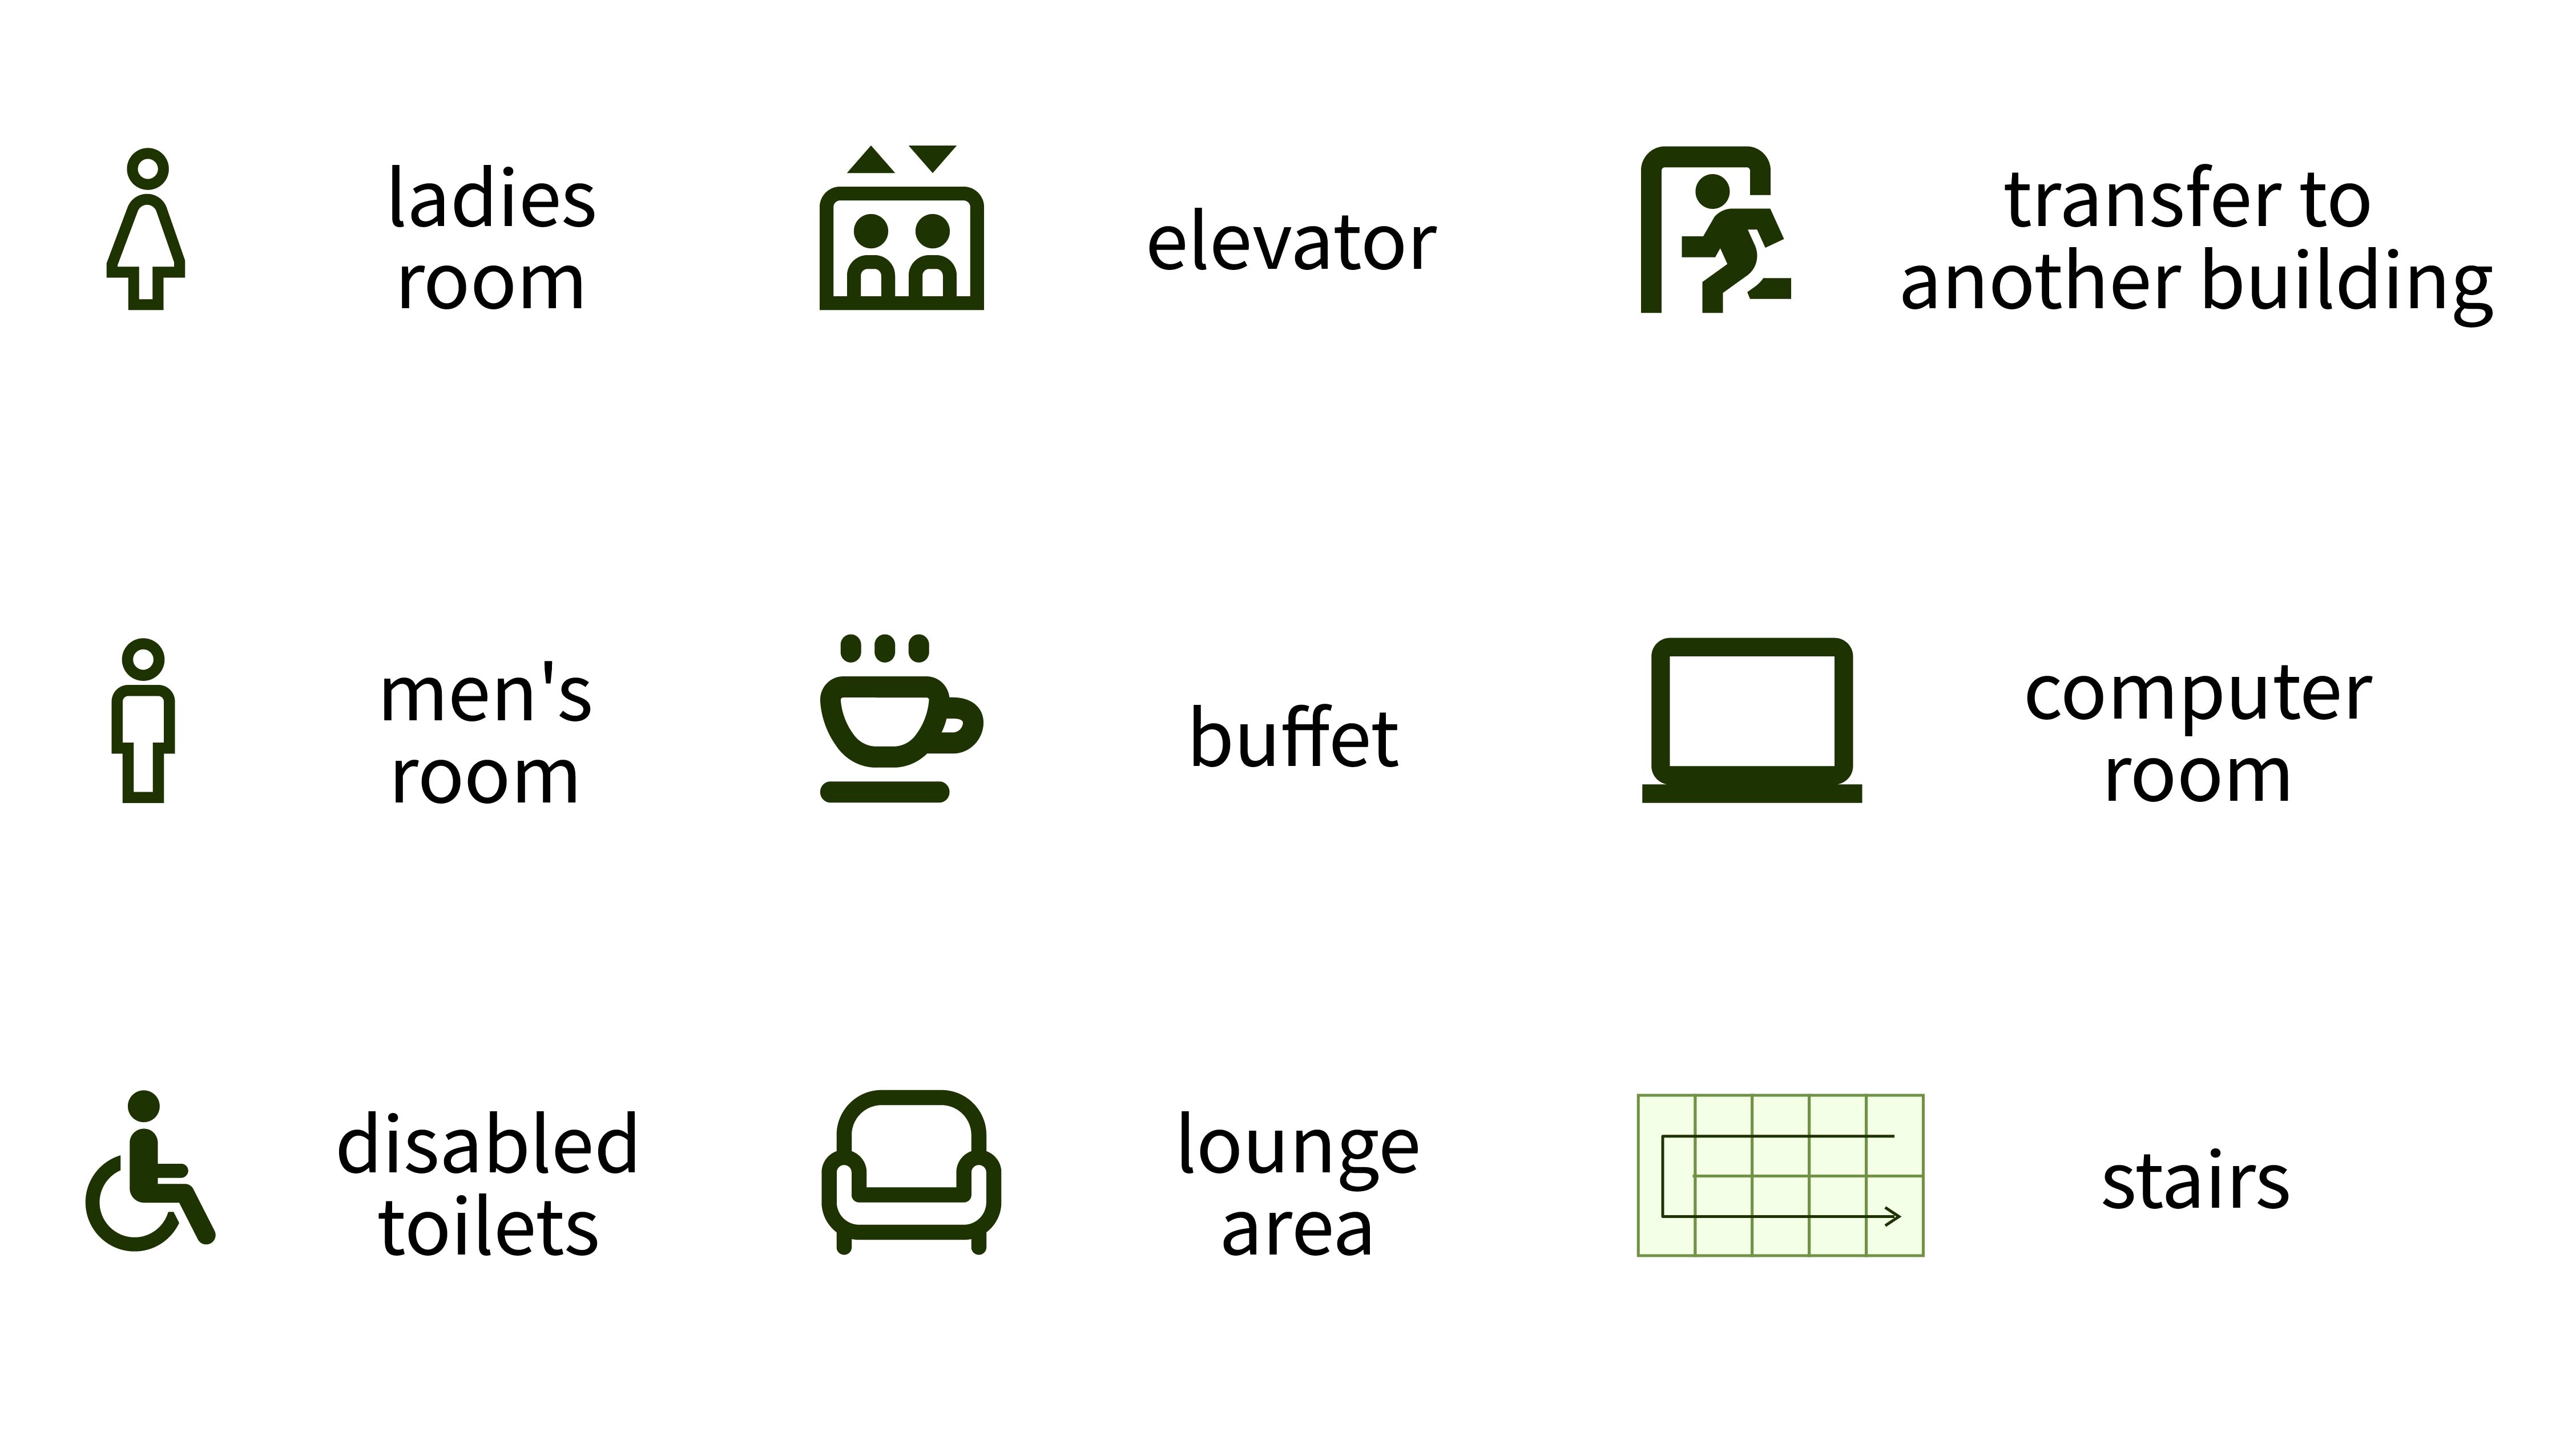 ladies
room
elevator
transfer to
another building
men's
room
buffet
computer
room
disabled
toilets
lounge
area
stairs